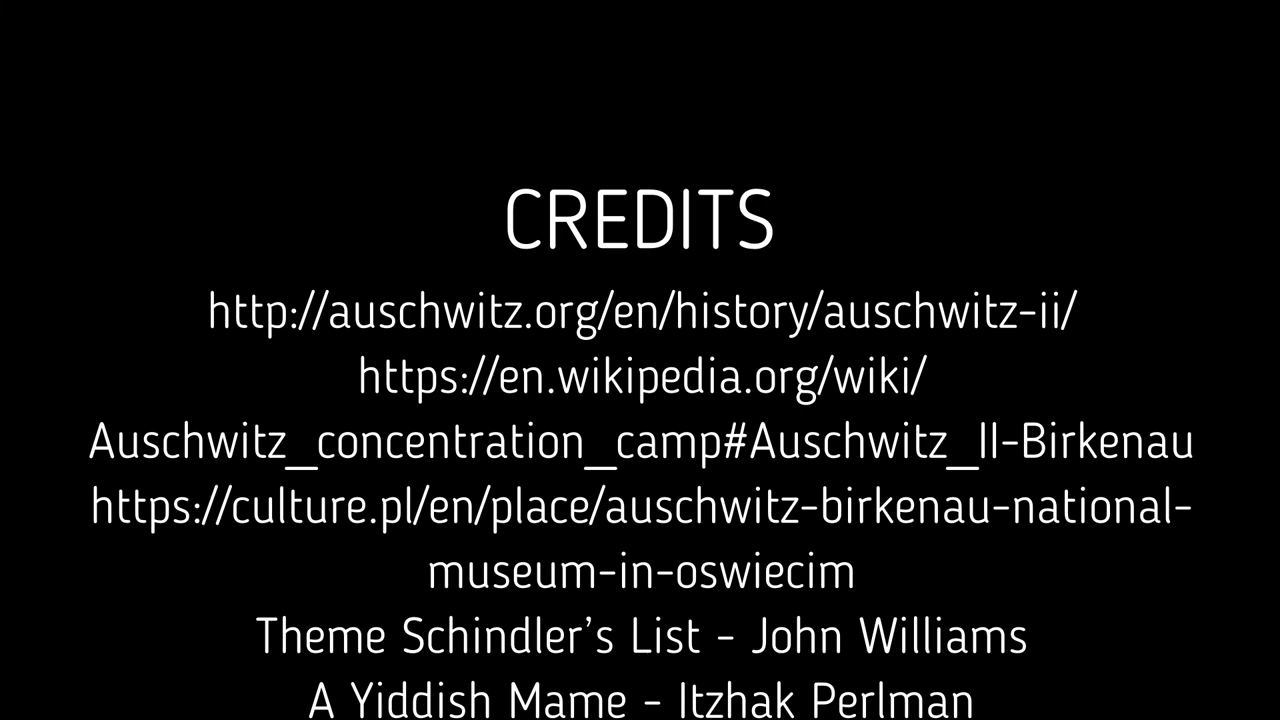 CREDITS
http://auschwitz.org/en/history/auschwitz-ii/
https://en.wikipedia.org/wiki/
Auschwitz_concentration_camp#Auschwitz_II-Birkenau
https://culture.pl/en/place/auschwitz-birkenau-national-
museum-in-oswiecim
Theme Schindler’s List - John Williams
A Yiddish Mame - Itzhak Perlman